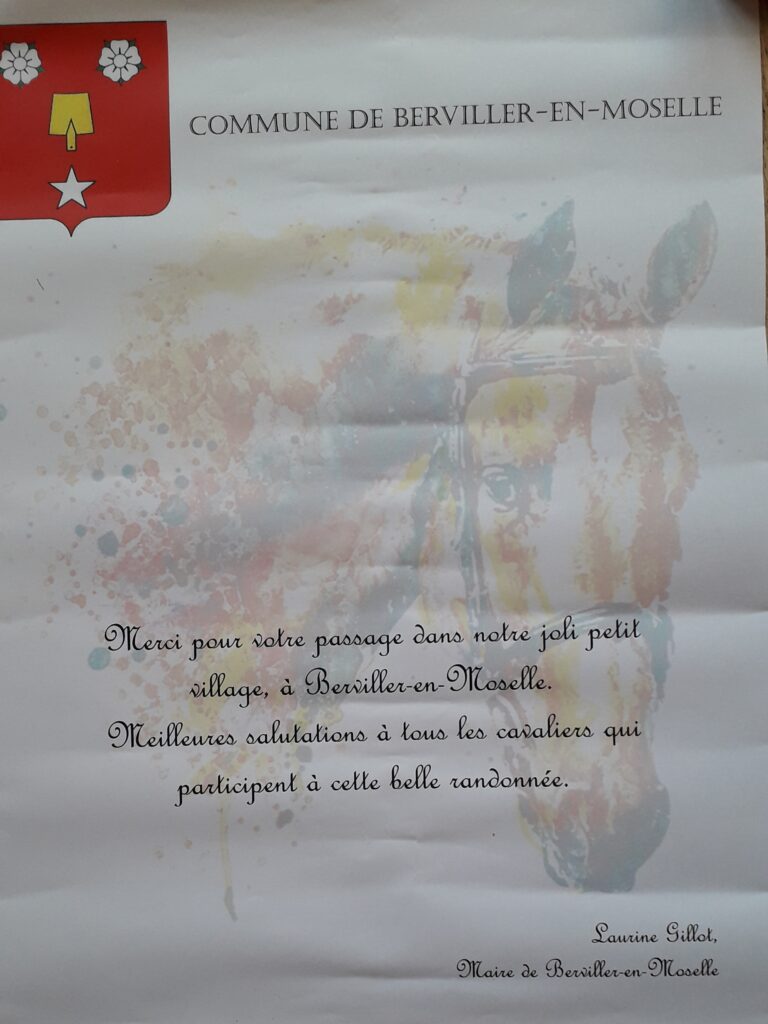 COMMUNE DE BERVILLER-EN-MOSELLE
Merci pour votre passage dans notre joli petit
village, à Berviller-en-Moselle.
Meilleures salutations à tous les cavaliers qui
participent à cette belle randonnée.
Laurine Gillot,
Maire de Berviller-en-Moselle